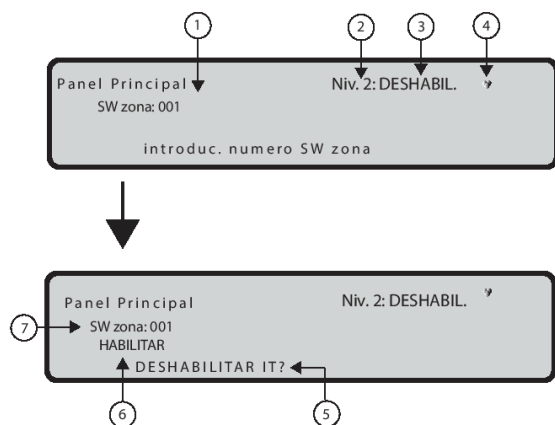 1 2 3 4
Panel Principal Niv. 2: DESHABIL.
SW zona: 001
introduc. numero SW zona
Panel Principal Niv. 2: DESHABIL.
7 SW zona: 001
HABILITAR
DESHABILITAR IT?
6 5